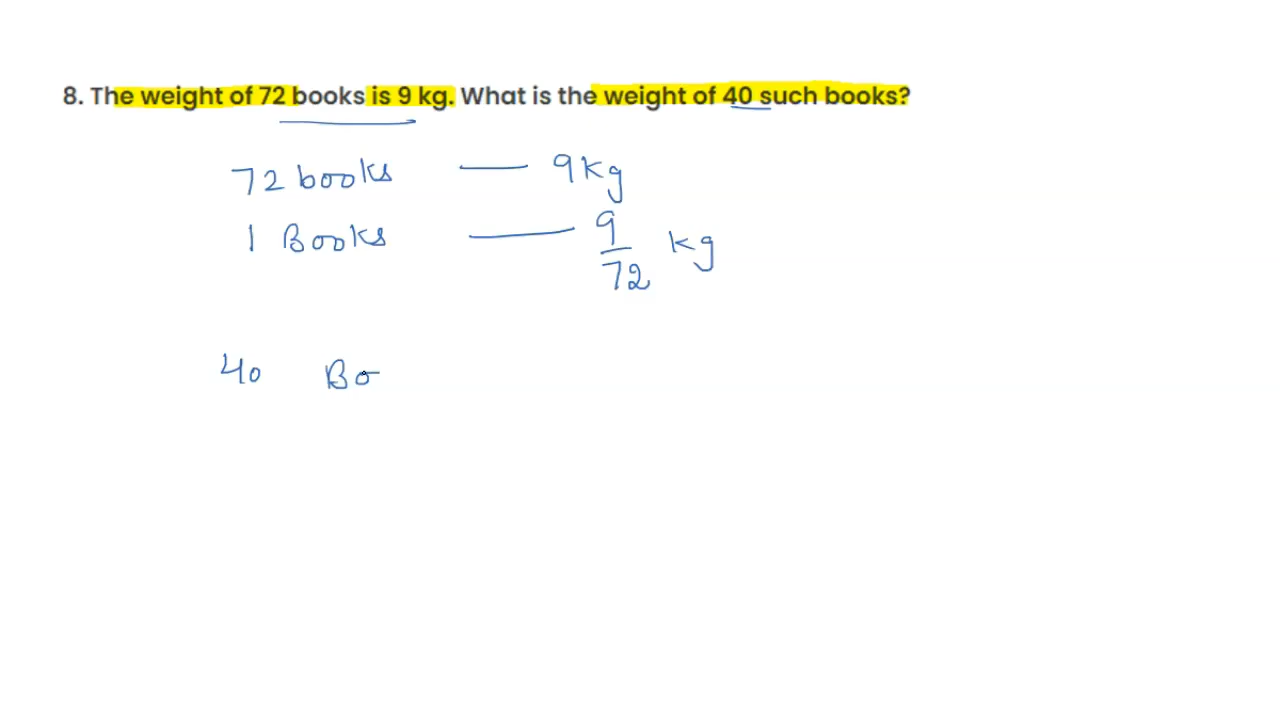 8. The weight of 72 books is 9 kg. What is the weight of 40 such books?
72 books — 9kg
1 Books — 9/72 kg
40 Bo